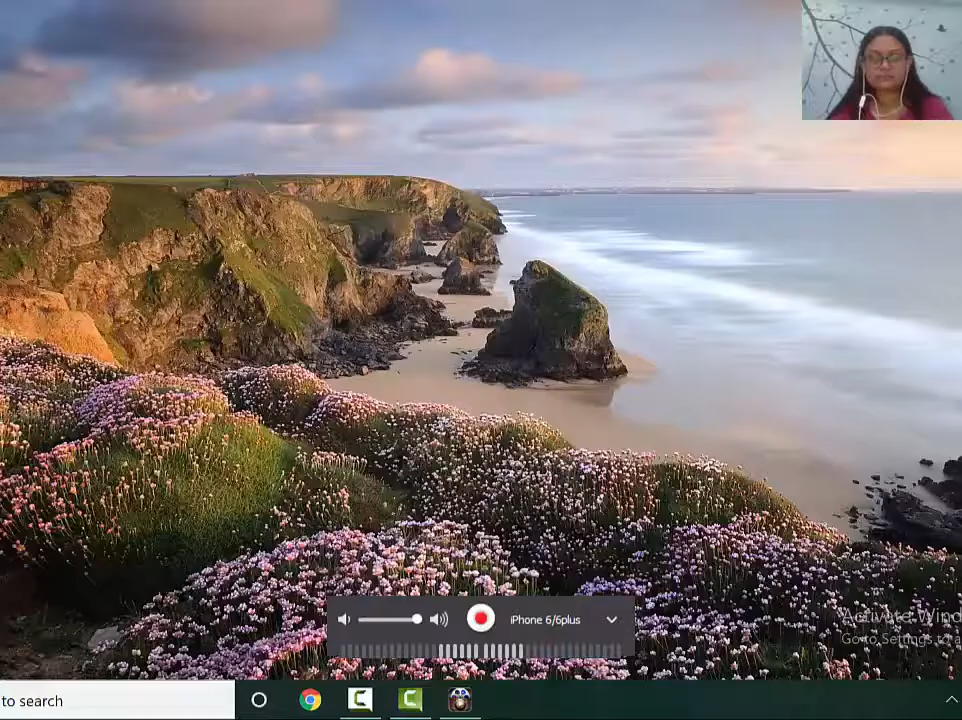 iPhone 6/6plus
Activate Wind
Go to Settings to a
to search